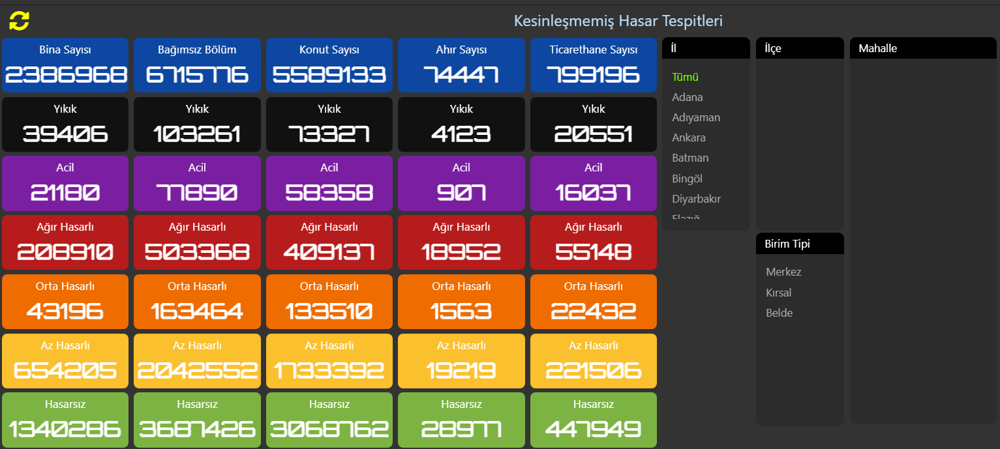 Kesinleşmemiş Hasar Tespitleri
Bina Sayısı Bağımsız Bölüm Konut Sayısı Ahır Sayısı Ticarethane Sayısı
2386968 6715776 5589133 74447 799196
Yıkık Yıkık Yıkık Yıkık Yıkık
39406 103261 73327 4123 20551
Acil Acil Acil Acil Acil
21180 77890 58358 907 16037
Ağır Hasarlı Ağır Hasarlı Ağır Hasarlı Ağır Hasarlı Ağır Hasarlı
208910 503368 409137 18952 55148
Orta Hasarlı Orta Hasarlı Orta Hasarlı Orta Hasarlı Orta Hasarlı
43196 163464 133510 1563 22432
Az Hasarlı Az Hasarlı Az Hasarlı Az Hasarlı Az Hasarlı
654205 2042552 1733392 19219 221506
Hasarsız Hasarsız Hasarsız Hasarsız Hasarsız
1340286 3687426 3068762 28977 447949
İl
Tümü
Adana
Adıyaman
Ankara
Batman
Bingöl
Diyarbakır
Elazığ
İlçe
Birim Tipi
Merkez
Kırsal
Belde
Mahalle